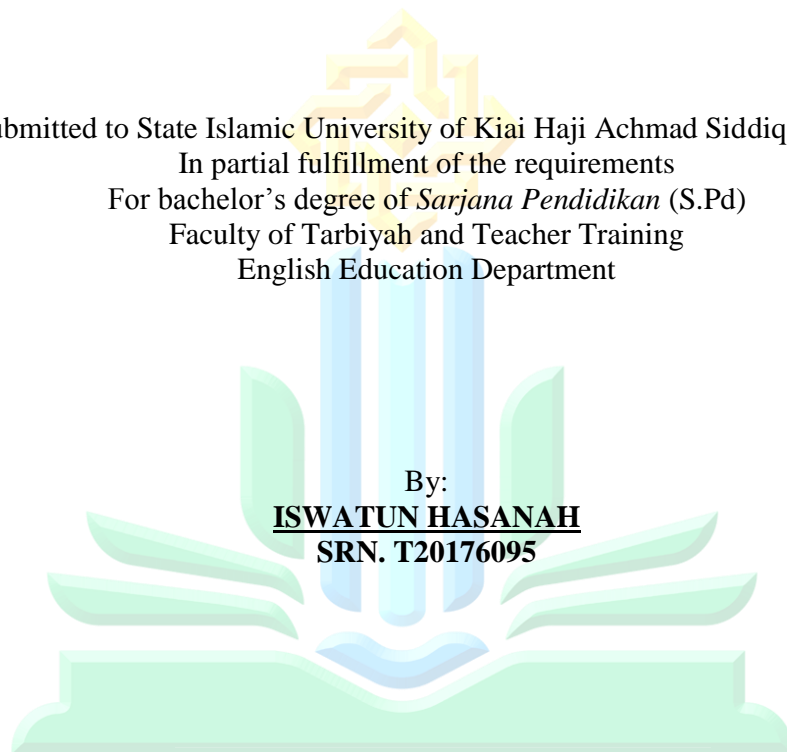 ubmitted to State Islamic University of Kiai Haji Achmad Siddiq
In partial fulfillment of the requirements
For bachelor’s degree of Sarjana Pendidikan (S.Pd)
Faculty of Tarbiyah and Teacher Training
English Education Department
By:
ISWATUN HASANAH
SRN. T20176095